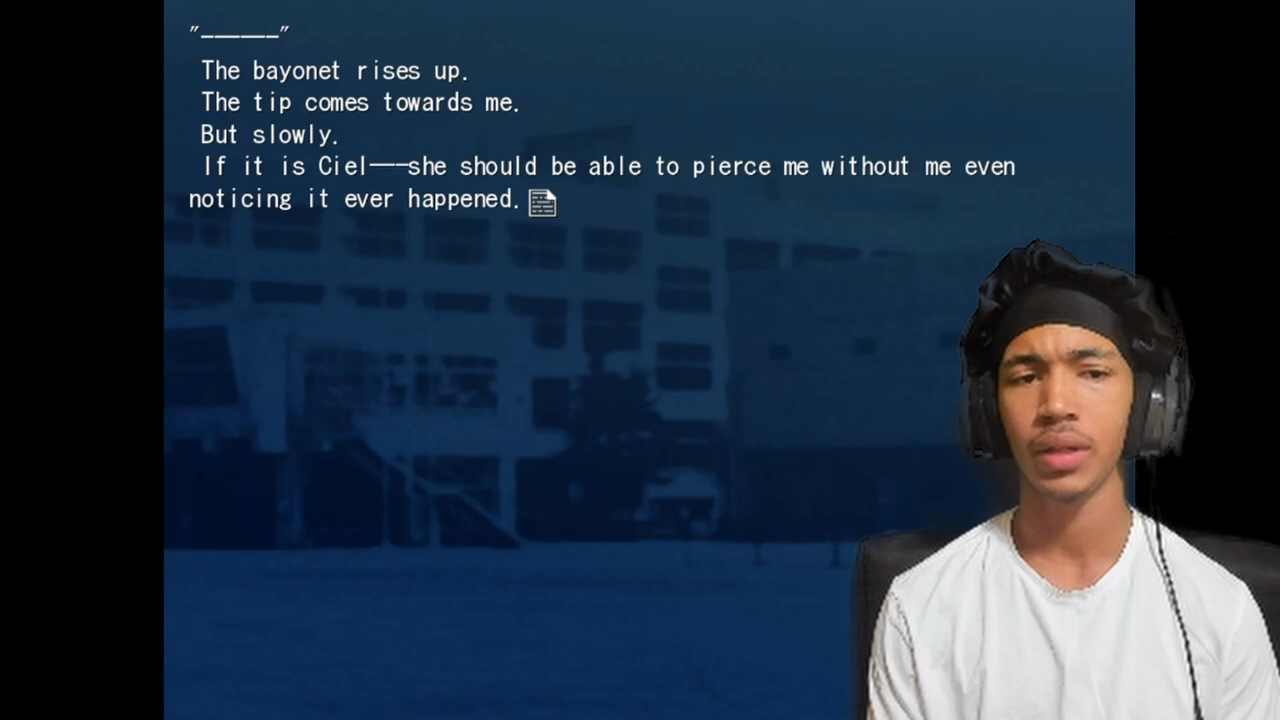 "――――――"
The bayonet rises up.
The tip comes towards me.
But slowly.
If it is Ciel―――she should be able to pierce me without me even
noticing it ever happened.